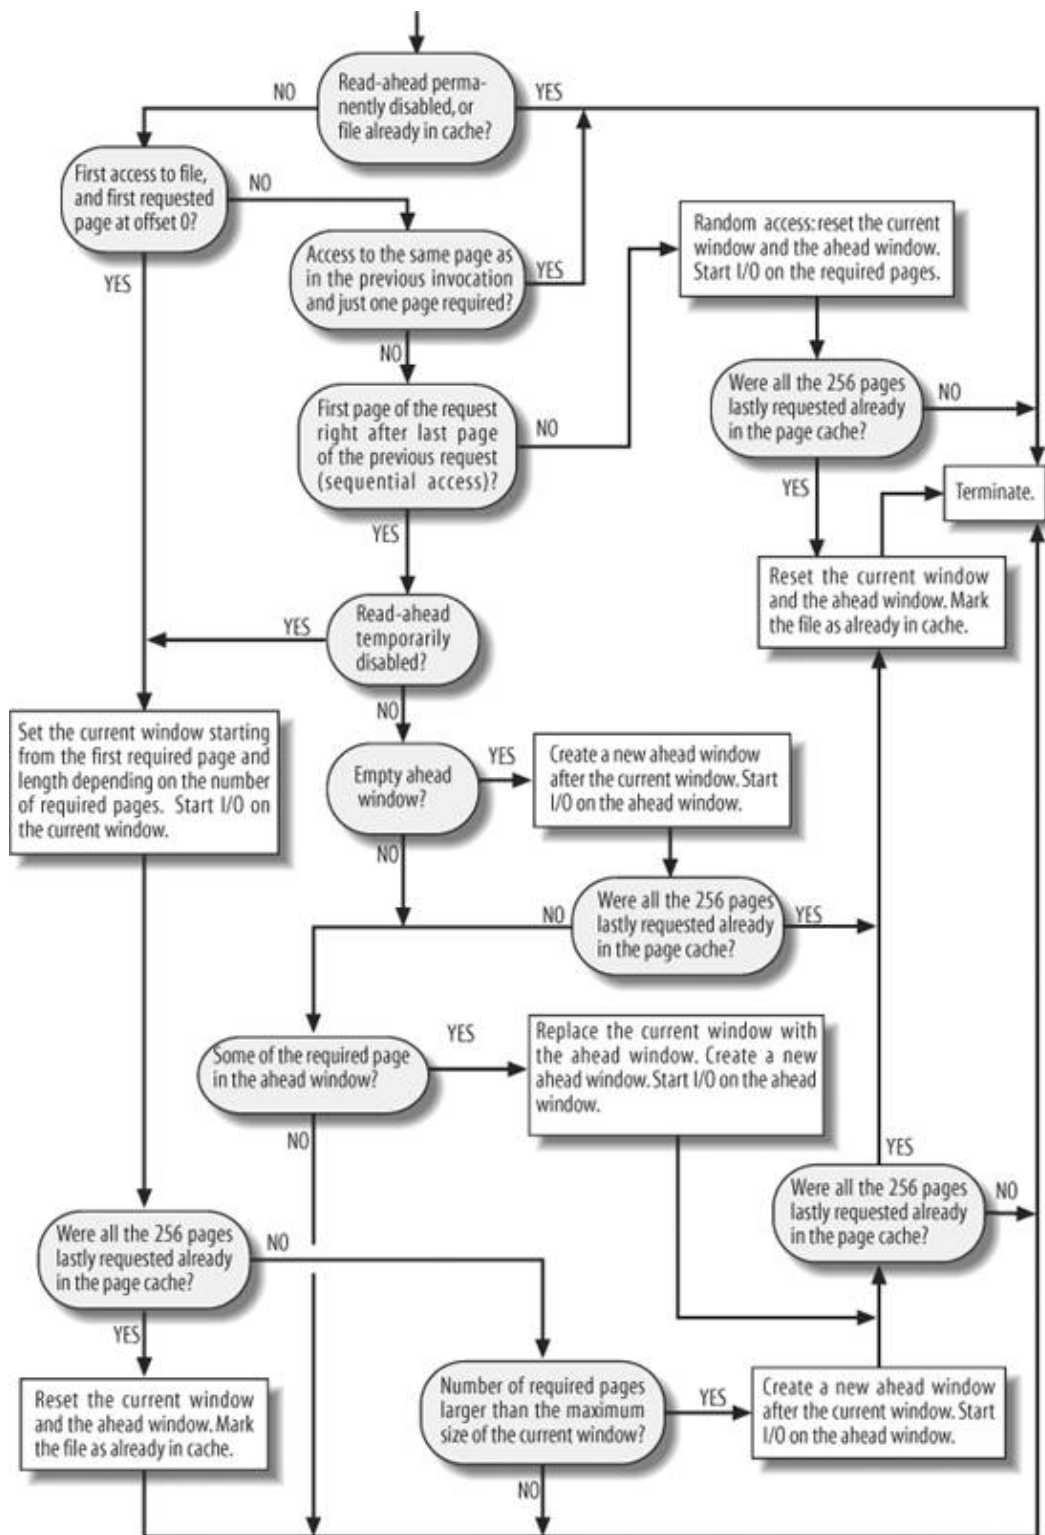 Read-ahead perma-
nently disabled, or
file already in cache?
NO
YES
First access to file,
and first requested
page at offset 0?
NO
YES
Access to the same page as
in the previous invocation
and just one page required?
YES
NO
Random access: reset the current
window and the ahead window.
Start I/O on the required pages.
Were all the 256 pages
lastly requested already
in the page cache?
NO
YES
First page of the request
right after last page
of the previous request
(sequential access)?
NO
YES
Terminate.
Reset the current window
and the ahead window. Mark
the file as already in cache.
Read-ahead
temporarily
disabled?
YES
NO
Set the current window starting
from the first required page and
length depending on the number
of required pages. Start I/O on
the current window.
Empty ahead
window?
YES
NO
Create a new ahead window
after the current window. Start
I/O on the ahead window.
Were all the 256 pages
lastly requested already
in the page cache?
NO
YES
Some of the required page
in the ahead window?
YES
NO
Replace the current window with
the ahead window. Create a new
ahead window. Start I/O on the ahead
window.
YES
Were all the 256 pages
lastly requested already
in the page cache?
NO
Were all the 256 pages
lastly requested already
in the page cache?
NO
YES
Reset the current window
and the ahead window. Mark
the file as already in cache.
Number of required pages
larger than the maximum
size of the current window?
YES
NO
Create a new ahead window
after the current window. Start
I/O on the ahead window.